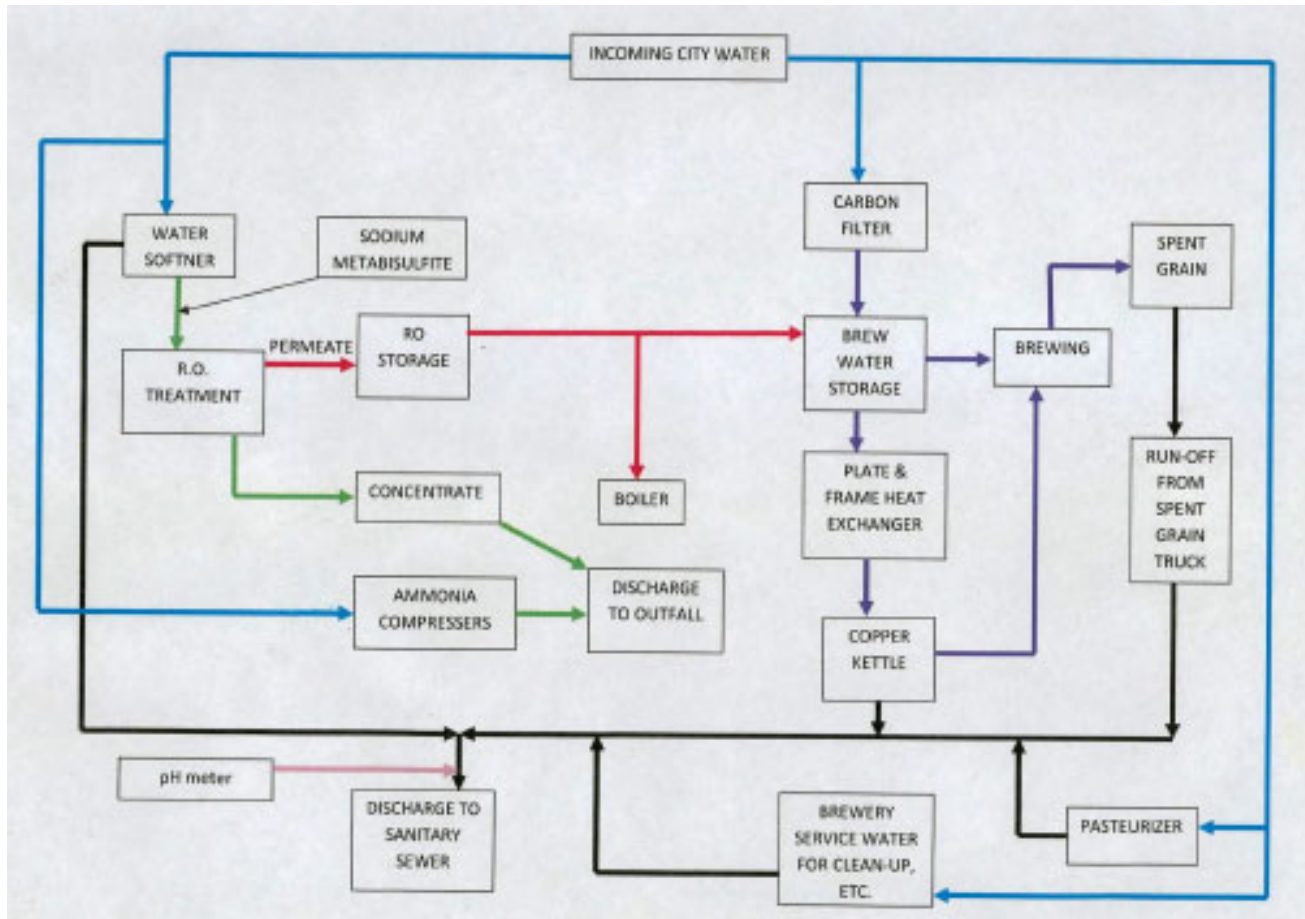 INCOMING CITY WATER
CARBON
FILTER
WATER
SOFTNER
SODIUM
METABISULFITE
SPENT
GRAIN
RO
STORAGE
PERMEATE
R.O.
TREATMENT
BREW
WATER
STORAGE
BREWING
CONCENTRATE
BOILER
PLATE &
FRAME HEAT
EXCHANGER
RUN-OFF
FROM
SPENT
GRAIN
TRUCK
AMMONIA
COMPRESSERS
DISCHARGE
TO OUTFALL
COPPER
KETTLE
pH meter
DISCHARGE TO
SANITARY
SEWER
BREWERY
SERVICE WATER
FOR CLEAN-UP,
ETC.
PASTEURIZER